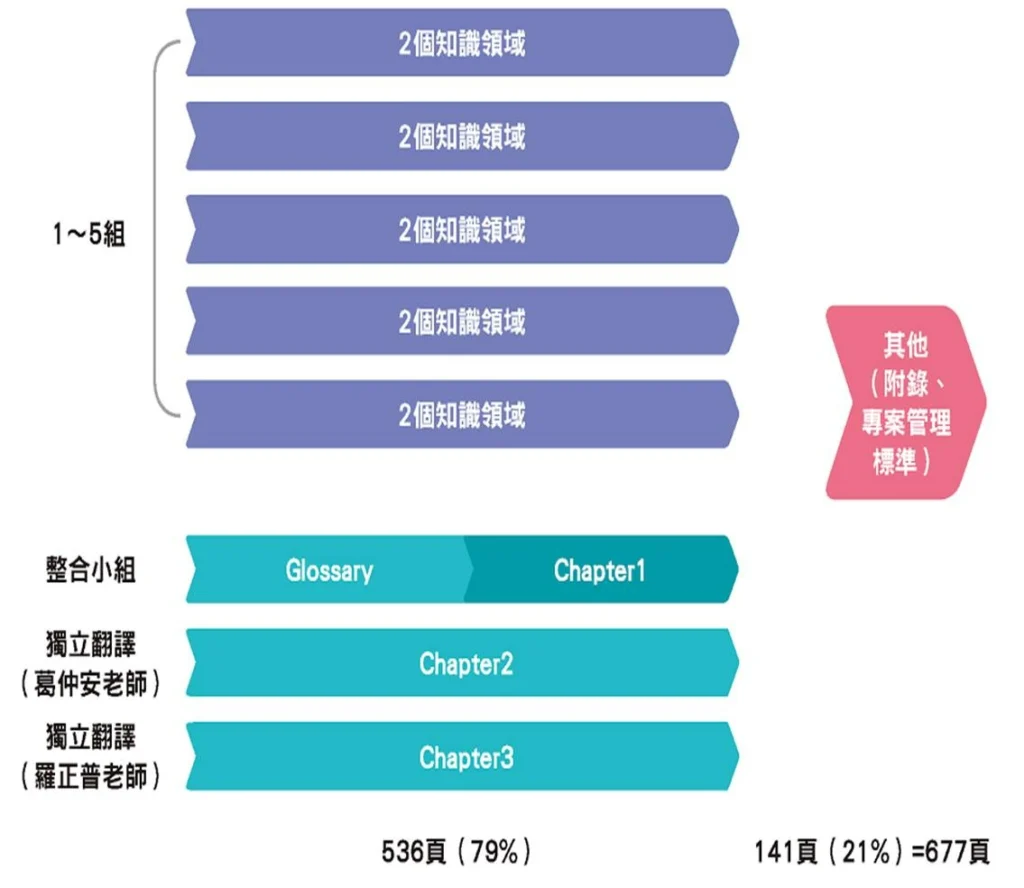 2個知識領域
2個知識領域
1～5組
2個知識領域
2個知識領域
2個知識領域
其他
（附錄、
專案管理
標準）
整合小組
Glossary
Chapter1
獨立翻譯
（葛仲安老師）
Chapter2
獨立翻譯
（羅正普老師）
Chapter3
536頁（79%）
141頁（21%）=677頁